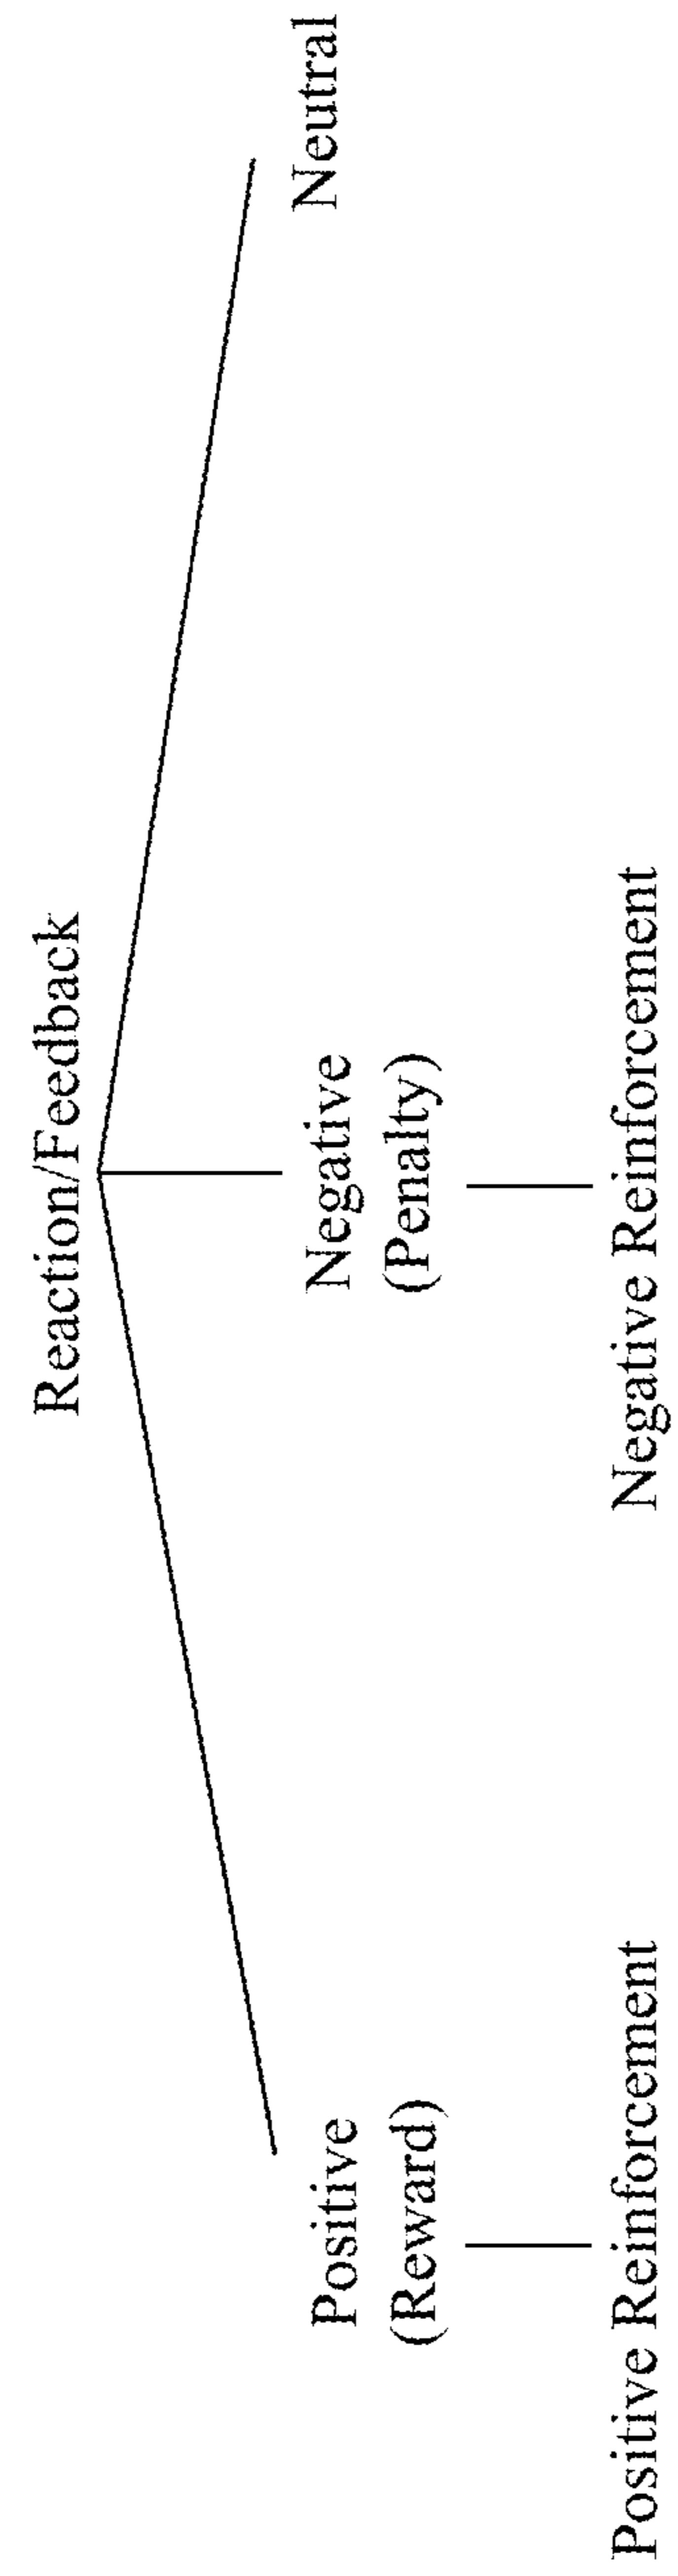 Reaction/Feedback
Positive
(Reward)
Negative
(Penalty)
Neutral
Positive Reinforcement
Negative Reinforcement